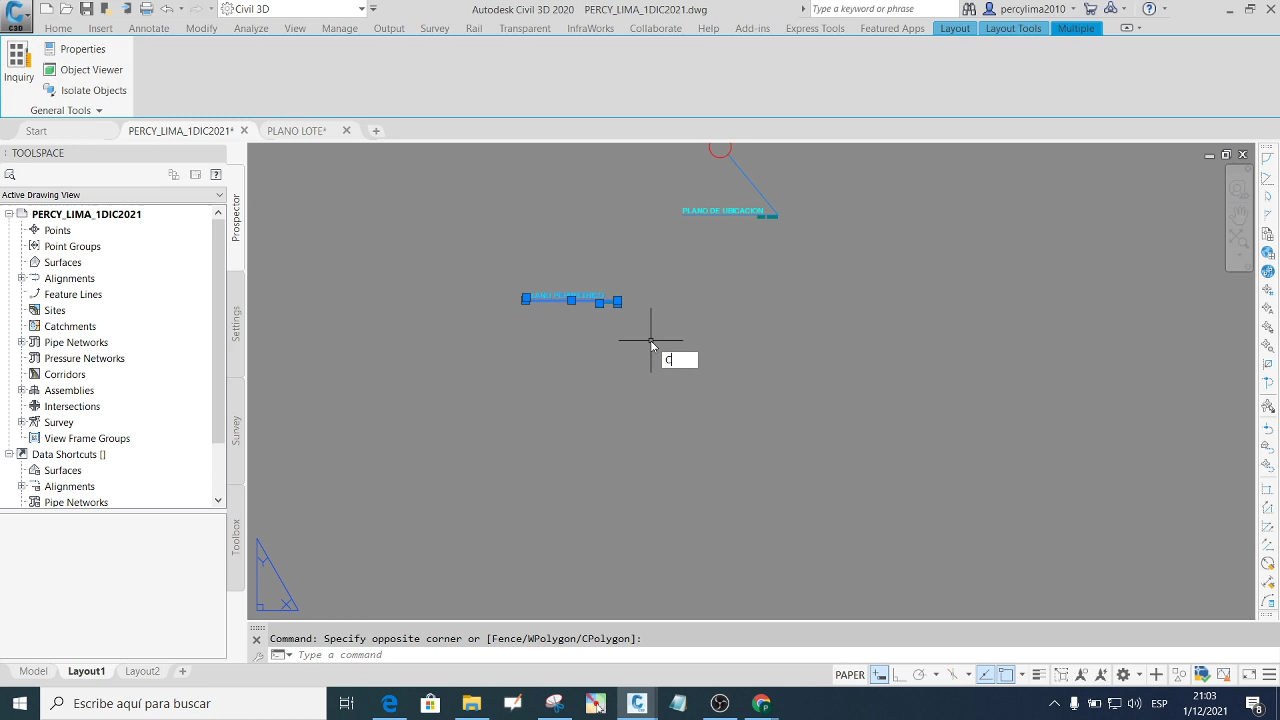 C3D
Civil 3D
Autodesk Civil 3D 2020 PERCY_LIMA_1DIC2021.dwg
Type a keyword or phrase
percylima2010
Home Insert Annotate Modify Analyze View Manage Output Survey Rail Transparent InfraWorks Collaborate Help Add-ins Express Tools Featured Apps Layout Layout Tools Multiple
Inquiry
Properties
Object Viewer
Isolate Objects
General Tools
Start PERCY_LIMA_1DIC2021* PLANO LOTE*
TOOLSPACE
Active Drawing View
PERCY_LIMA_1DIC2021
Points
Point Groups
Surfaces
Alignments
Feature Lines
Sites
Catchments
Pipe Networks
Pressure Networks
Corridors
Assemblies
Intersections
Survey
View Frame Groups
Data Shortcuts []
Surfaces
Alignments
Pipe Networks
Prospector
Settings
Survey
Toolbox
PLANO DE UBICACION
C
Y
X
Command: Specify opposite corner or [Fence/WPolygon/CPolygon]:
Type a command
Model Layout1 Layout2
PAPER
Escribe aquí para buscar
ESP
21:03
1/12/2021
8